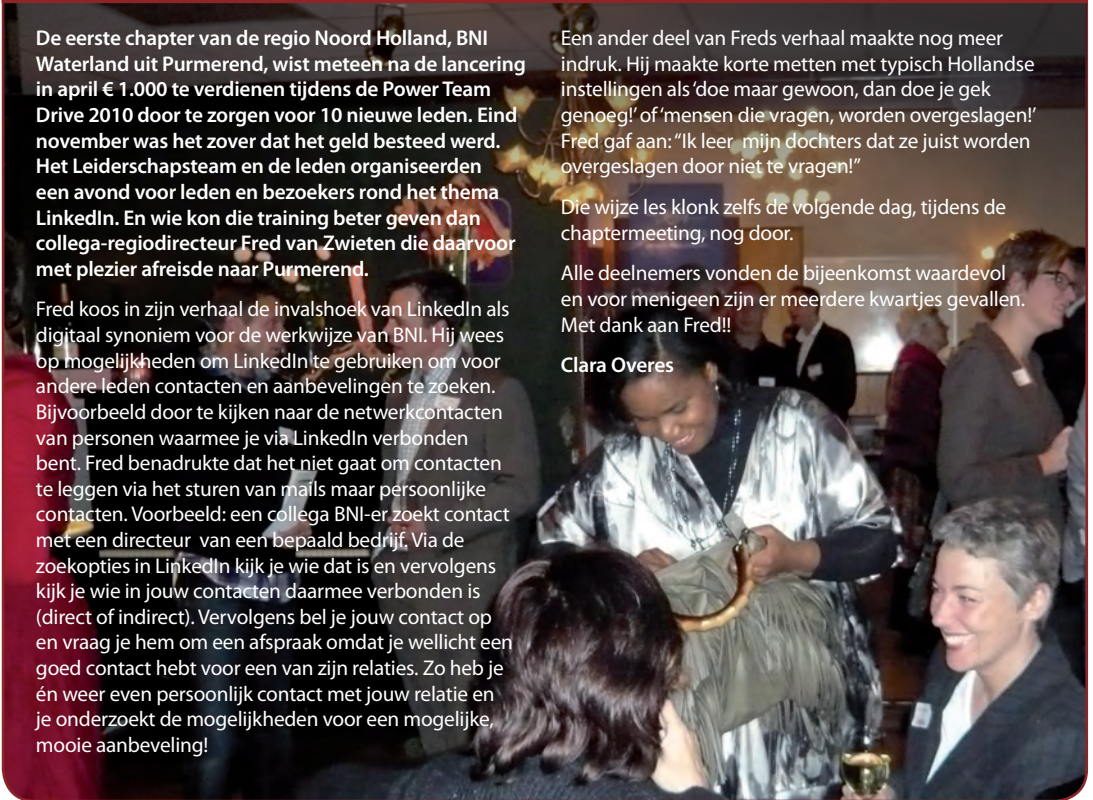 De eerste chapter van de regio Noord Holland, BNI
Waterland uit Purmerend, wist meteen na de lancering
in april € 1.000 te verdienen tijdens de Power Team
Drive 2010 door te zorgen voor 10 nieuwe leden. Eind
november was het zover dat het geld besteed werd.
Het Leiderschapsteam en de leden organiseerden
een avond voor leden en bezoekers rond het thema
LinkedIn. En wie kon die training beter geven dan
collega-regiodirecteur Fred van Zwieten die daarvoor
met plezier afreisde naar Purmerend.
Fred koos in zijn verhaal de invalshoek van LinkedIn als
digitaal synoniem voor de werkwijze van BNI. Hij wees
op mogelijkheden om LinkedIn te gebruiken om voor
andere leden contacten en aanbevelingen te zoeken.
Bijvoorbeeld door te kijken naar de netwerkcontacten
van personen waarmee je via LinkedIn verbonden
bent. Fred benadrukte dat het niet gaat om contacten
te leggen via het sturen van mails maar persoonlijke
contacten. Voorbeeld: een collega BNI-er zoekt contact
met een directeur van een bepaald bedrijf. Via de
zoekopties in LinkedIn kijk je wie dat is en vervolgens
kijk je wie in jouw contacten daarmee verbonden is
(direct of indirect). Vervolgens bel je jouw contact op
en vraag je hem om een afspraak omdat je wellicht een
goed contact hebt voor een van zijn relaties. Zo heb je
én weer even persoonlijk contact met jouw relatie en
je onderzoekt de mogelijkheden voor een mogelijke,
mooie aanbeveling!
Een ander deel van Freds verhaal maakte nog meer
indruk. Hij maakte korte metten met typisch Hollandse
instellingen als ‘doe maar gewoon, dan doe je gek
genoeg!’ of ‘mensen die vragen, worden overgeslagen!’
Fred gaf aan: “Ik leer mijn dochters dat ze juist worden
overgeslagen door niet te vragen!”
Die wijze les klonk zelfs de volgende dag, tijdens de
chaptermeeting, nog door.
Alle deelnemers vonden de bijeenkomst waardevol
en voor menigeen zijn er meerdere kwartjes gevallen.
Met dank aan Fred!!
Clara Overes